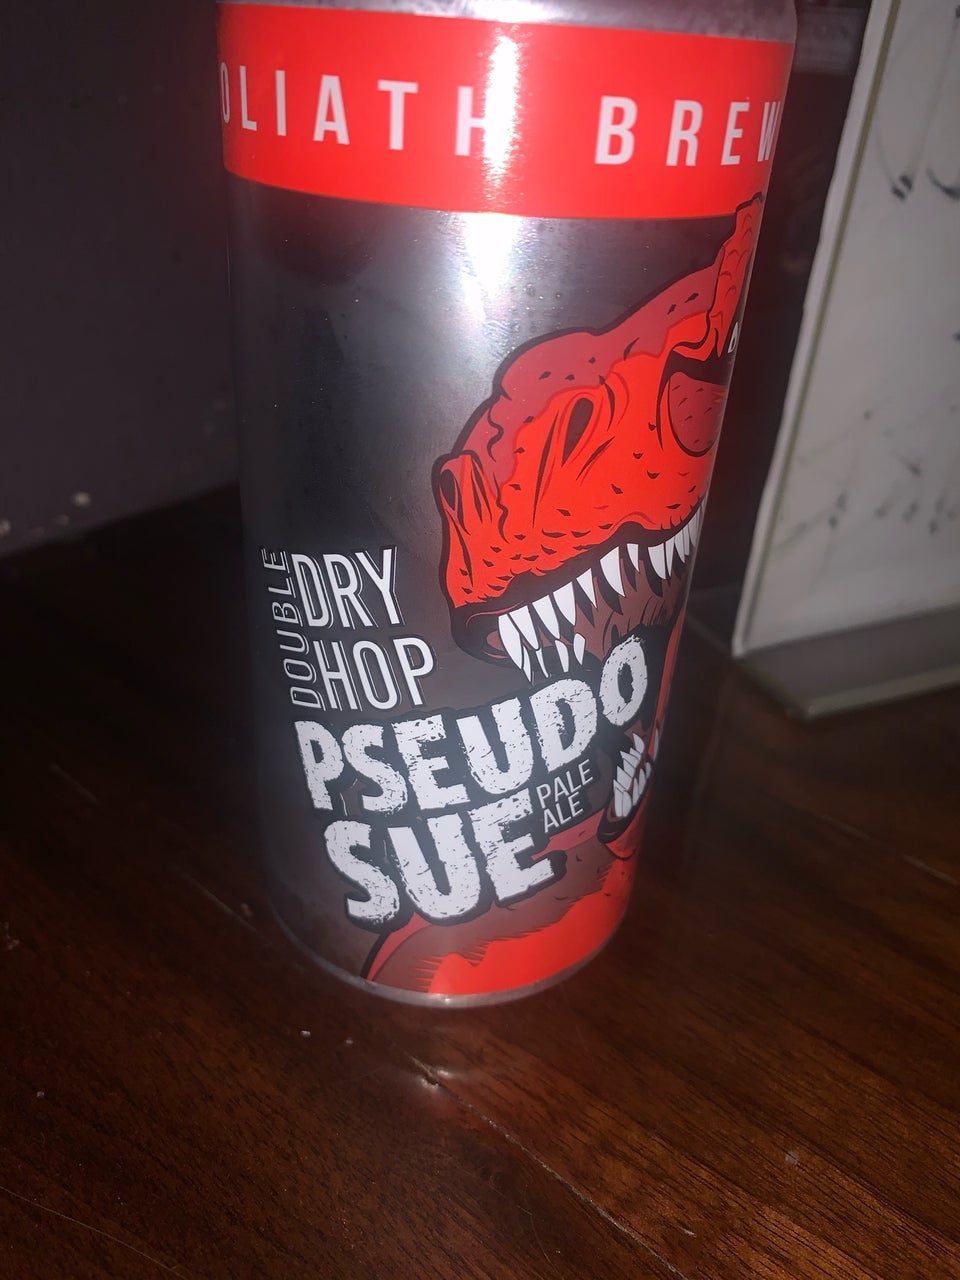 OLIATH BREW
DOUBLE
DRY
HOP
PSEUDO
SUE
PALE
ALE